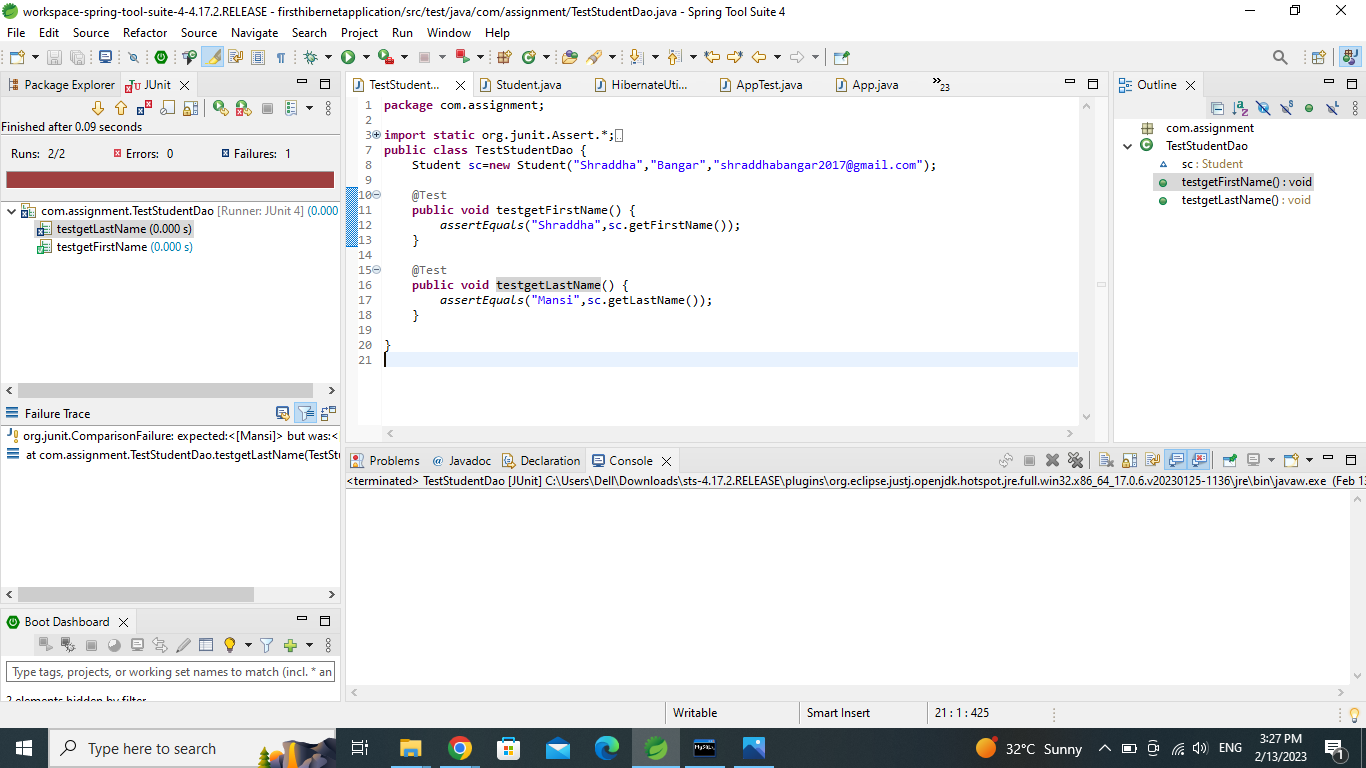 workspace-spring-tool-suite-4-4.17.2.RELEASE - firsthibernetapplication/src/test/java/com/assignment/TestStudentDao.java - Spring Tool Suite 4
File Edit Source Refactor Source Navigate Search Project Run Window Help
Package Explorer JUnit
Finished after 0.09 seconds
Runs: 2/2 Errors: 0 Failures: 1
com.assignment.TestStudentDao [Runner: JUnit 4] (0.000
testgetLastName (0.000 s)
testgetFirstName (0.000 s)
Failure Trace
org.junit.ComparisonFailure: expected:<[Mansi]> but was:<
at com.assignment.TestStudentDao.testgetLastName(TestSt
Boot Dashboard
Type tags, projects, or working set names to match (incl. * an
2 elements hidden by filter
TestStudent... Student.java HibernateUti... AppTest.java App.java 23
1 package com.assignment;
2
3 import static org.junit.Assert.*;
7 public class TestStudentDao {
8 Student sc=new Student("Shraddha","Bangar","shraddhabangar2017@gmail.com");
9
10 @Test
11 public void testgetFirstName() {
12 assertEquals("Shraddha",sc.getFirstName());
13 }
14
15 @Test
16 public void testgetLastName() {
17 assertEquals("Mansi",sc.getLastName());
18 }
19
20 }
21
Outline
com.assignment
TestStudentDao
sc : Student
testgetFirstName() : void
testgetLastName() : void
Problems Javadoc Declaration Console
<terminated> TestStudentDao [JUnit] C:\Users\Dell\Downloads\sts-4.17.2.RELEASE\plugins\org.eclipse.justj.openjdk.hotspot.jre.full.win32.x86_64_17.0.6.v20230125-1136\jre\bin\javaw.exe (Feb 13
Writable Smart Insert 21 : 1 : 425
Type here to search
32°C Sunny ENG
3:27 PM
2/13/2023
1